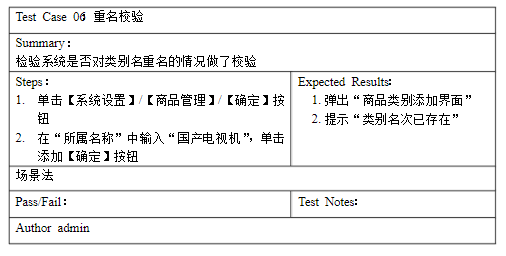 Test Case 06 重名校验
Summary:
检验系统是否对类别名重名的情况做了校验
Steps:
1. 单击【系统设置】/【商品管理】/【确定】按
钮
2. 在“所属名称”中输入“国产电视机”，单击
添加【确定】按钮
Expected Results:
1. 弹出“商品类别添加界面”
2. 提示“类别名次已存在”
场景法
Pass/Fail:
Test Notes:
Author admin